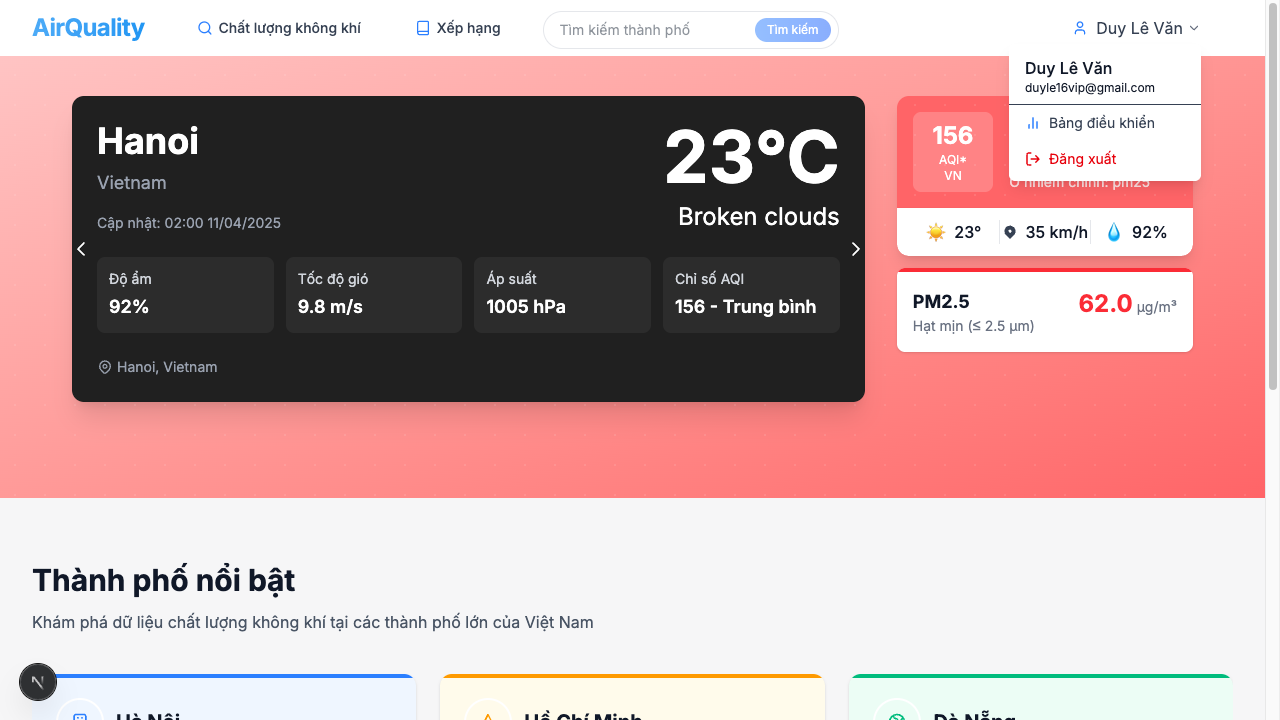 AirQuality
Chất lượng không khí
Xếp hạng
Tìm kiếm thành phố
Tìm kiếm
Duy Lê Văn
Duy Lê Văn
duyle16vip@gmail.com
Bảng điều khiển
Đăng xuất
Hanoi
Vietnam
Cập nhật: 02:00 11/04/2025
23°C
Broken clouds
Độ ẩm
92%
Tốc độ gió
9.8 m/s
Áp suất
1005 hPa
Chỉ số AQI
156 - Trung bình
Hanoi, Vietnam
156
AQI*
VN
Ô nhiễm chính: pm25
23°
35 km/h
92%
PM2.5
62.0 µg/m³
Hạt mịn (≤ 2.5 µm)
Thành phố nổi bật
Khám phá dữ liệu chất lượng không khí tại các thành phố lớn của Việt Nam
Hà Nội
Hồ Chí Minh
Đà Nẵng